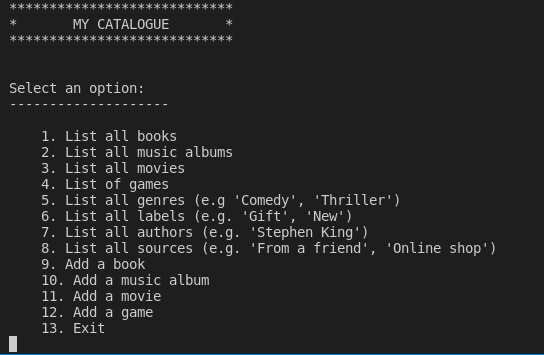 ****************************
*       MY CATALOGUE       *
****************************
Select an option:
--------------------
1. List all books
2. List all music albums
3. List all movies
4. List of games
5. List all genres (e.g 'Comedy', 'Thriller')
6. List all labels (e.g. 'Gift', 'New')
7. List all authors (e.g. 'Stephen King')
8. List all sources (e.g. 'From a friend', 'Online shop')
9. Add a book
10. Add a music album
11. Add a movie
12. Add a game
13. Exit